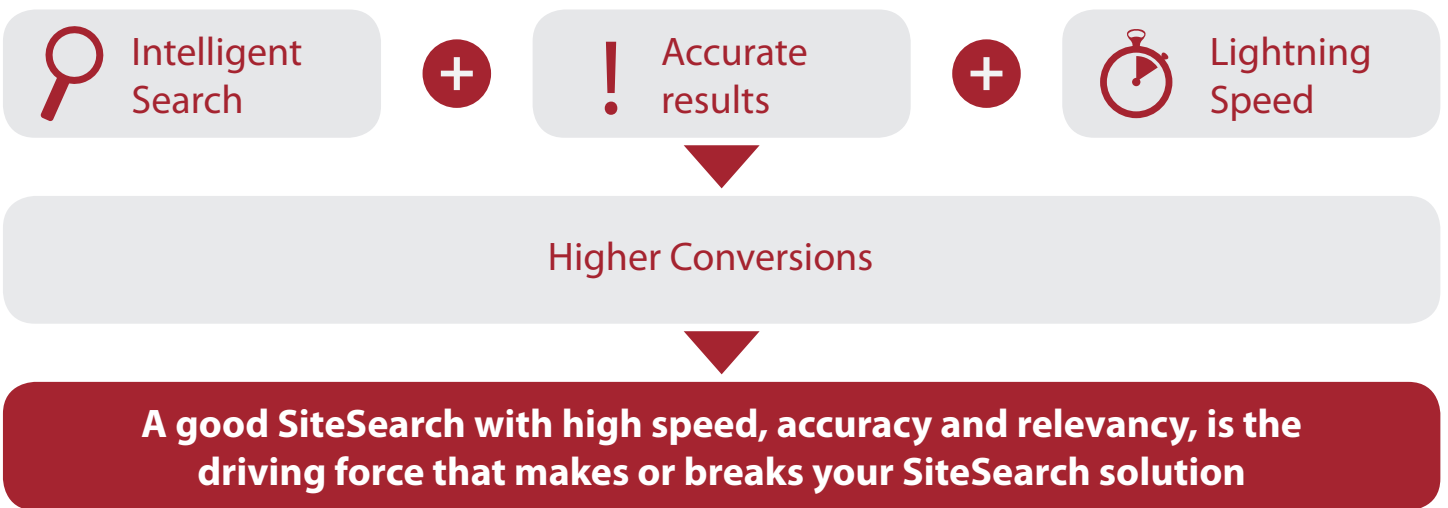 Intelligent
Search
+
!
Accurate
results
+
Lightning
Speed
Higher Conversions
A good SiteSearch with high speed, accuracy and relevancy, is the
driving force that makes or breaks your SiteSearch solution